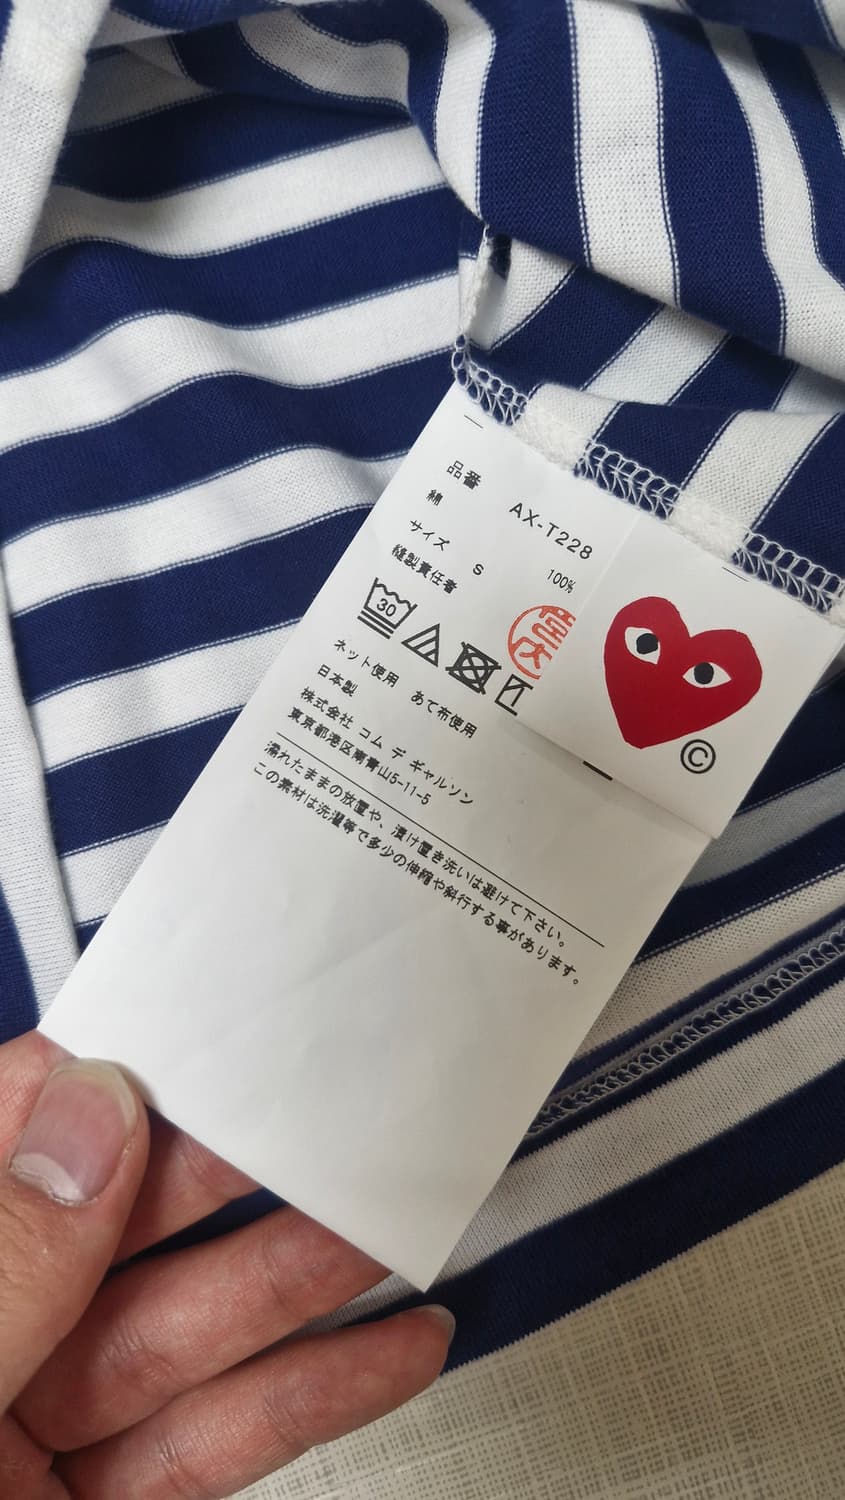 品番 AX-T228
綿 100%
サイズ S
縫製責任者
30
ネット使用 あて布使用
日本製
株式会社 コム デ ギャルソン
東京都港区南青山5-11-5
濡れたままの放置や、漬け置き洗いは避けて下さい。
この素材は洗濯等で多少の伸縮や斜行する事があります。
©